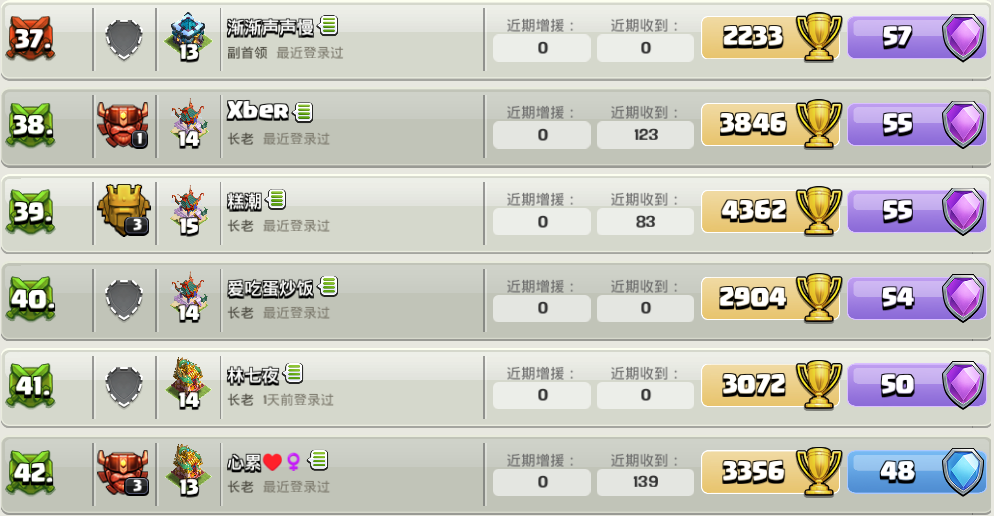 37.
13
渐渐声声慢
副首领 最近登录过
近期增援：
0
近期收到：
0
2233
57
38.
1
14
Xber
长老 最近登录过
近期增援：
0
近期收到：
123
3846
55
39.
3
15
糕潮
长老 最近登录过
近期增援：
0
近期收到：
83
4362
55
40.
14
爱吃蛋炒饭
长老 最近登录过
近期增援：
0
近期收到：
0
2904
54
41.
14
林七夜
长老 1天前登录过
近期增援：
0
近期收到：
0
3072
50
42.
3
13
心累❤♀
长老 最近登录过
近期增援：
0
近期收到：
139
3356
48